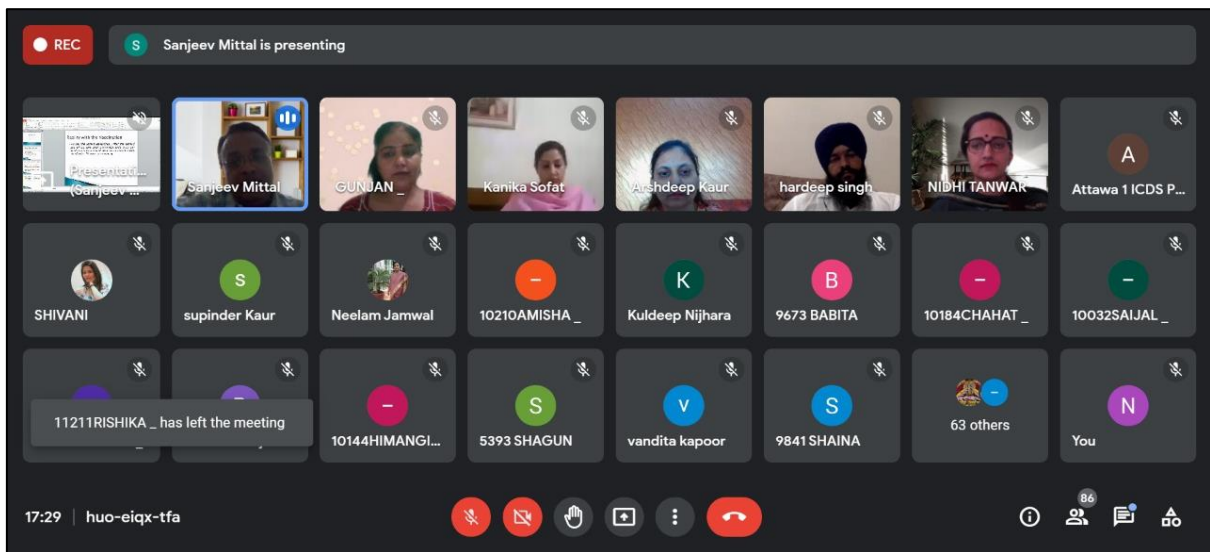 REC
S Sanjeev Mittal is presenting
Presentati...
(Sanjeev ...
Sanjeev Mittal
GUNJAN _
Kanika Sofat
Arshdeep Kaur
hardeep singh
NIDHI TANWAR
A
Attawa 1 ICDS P...
SHIVANI
S
supinder Kaur
Neelam Jamwal
–
10210AMISHA _
K
Kuldeep Nijhara
B
9673 BABITA
–
10184CHAHAT _
–
10032SAIJAL _
11211RISHIKA _ has left the meeting
–
10144HIMANGI...
S
5393 SHAGUN
v
vandita kapoor
S
9841 SHAINA
–
63 others
N
You
17:29 | huo-eiqx-tfa
86